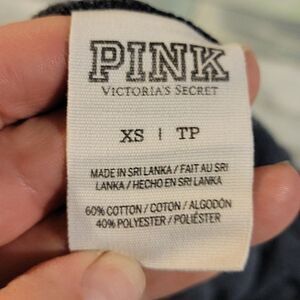 PINK
VICTORIA'S SECRET
XS | TP
MADE IN SRI LANKA / FAIT AU SRI
LANKA / HECHO EN SRI LANKA
60% COTTON / COTON / ALGODÓN
40% POLYESTER / POLIÉSTER